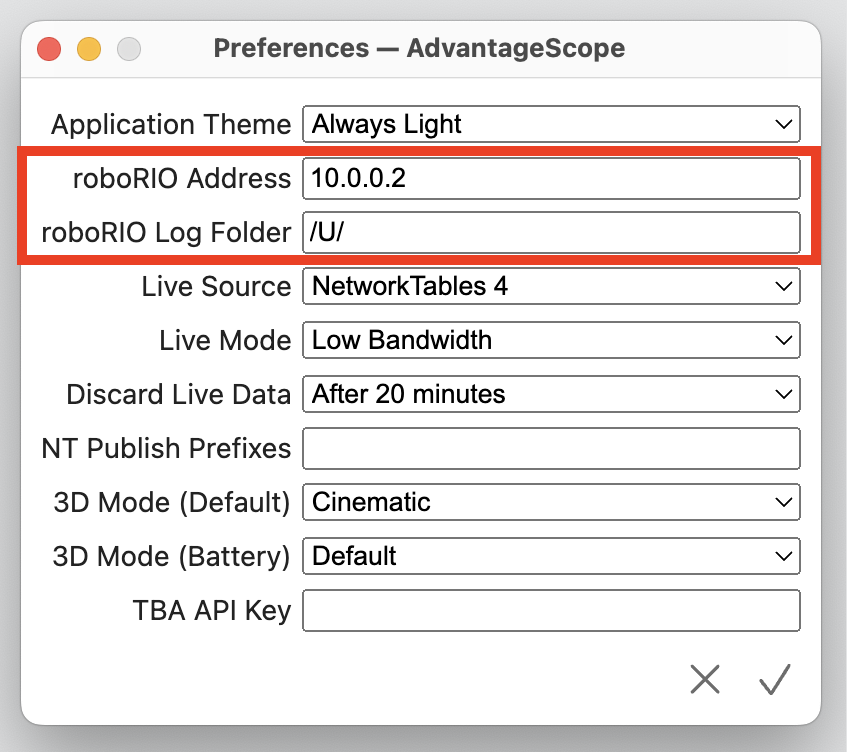 Preferences — AdvantageScope
Application Theme Always Light
roboRIO Address 10.0.0.2
roboRIO Log Folder /U/
Live Source NetworkTables 4
Live Mode Low Bandwidth
Discard Live Data After 20 minutes
NT Publish Prefixes
3D Mode (Default) Cinematic
3D Mode (Battery) Default
TBA API Key